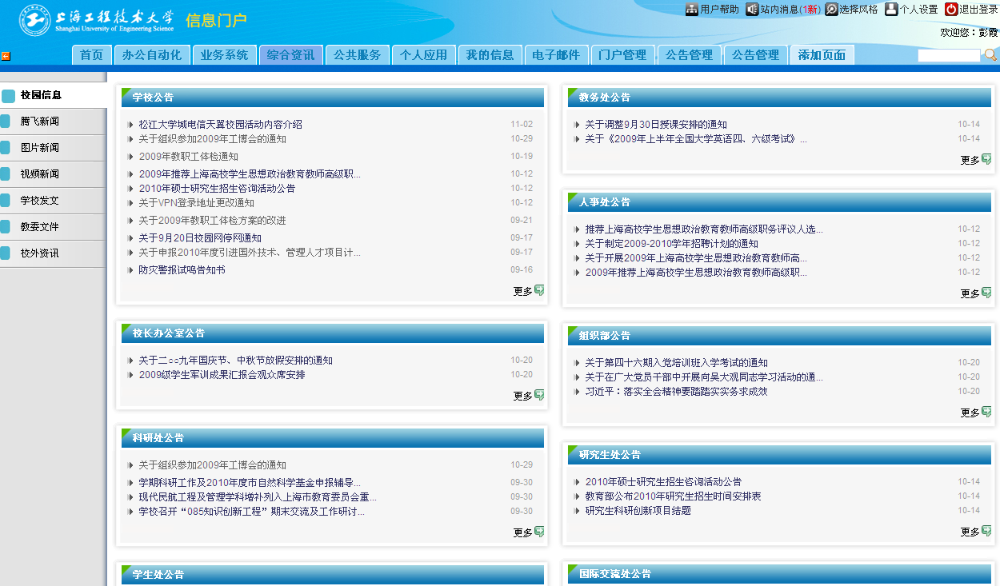 上海工程技术大学
Shanghai University of Engineering Science
信息门户
用户帮助 站内消息(1新) 选择风格 个人设置 退出登录
欢迎您：彭霞
首页 办公自动化 业务系统 综合资讯 公共服务 个人应用 我的信息 电子邮件 门户管理 公告管理 公告管理 添加页面
校园信息
腾飞新闻
图片新闻
视频新闻
学校发文
教委文件
校外资讯
学校公告
松江大学城电信天翼校园活动内容介绍 11-02
关于组织参加2009年工博会的通知 10-29
2009年教职工体检通知 10-19
2009年推荐上海高校学生思想政治教育教师高级职... 10-12
2010年硕士研究生招生咨询活动公告 10-12
关于VPN登录地址更改通知 10-12
关于2009年教职工体检方案的改进 09-21
关于9月20日校园网停网通知 09-17
关于申报2010年度引进国外技术、管理人才项目计... 09-17
防灾警报试鸣告知书 09-16
更多
校长办公室公告
关于二○○九年国庆节、中秋节放假安排的通知 10-20
2009级学生军训成果汇报会观众席安排 10-20
更多
科研处公告
关于组织参加2009年工博会的通知 10-29
学期科研工作及2010年度市自然科学基金申报辅导... 09-30
现代民航工程及管理学科增补列入上海市教育委员会重... 09-30
学校召开“085知识创新工程”期末交流及工作研讨... 09-30
更多
学生处公告
教务处公告
关于调整9月30日授课安排的通知 10-14
关于《2009年上半年全国大学英语四、六级考试》... 10-14
更多
人事处公告
推荐上海高校学生思想政治教育教师高级职务评议人选... 10-12
关于制定2009-2010学年招聘计划的通知 10-12
关于开展2009年上海高校学生思想政治教育教师高... 10-12
2009年推荐上海高校学生思想政治教育教师高级职... 10-12
更多
组织部公告
关于第四十六期入党培训班入学考试的通知 10-20
关于在广大党员干部中开展向吴大观同志学习活动的通... 10-20
习近平：落实全会精神要踏踏实实务求成效 10-20
更多
研究生处公告
2010年硕士研究生招生咨询活动公告 10-14
教育部公布2010年研究生招生时间安排表 10-14
研究生科研创新项目结题 10-14
更多
国际交流处公告